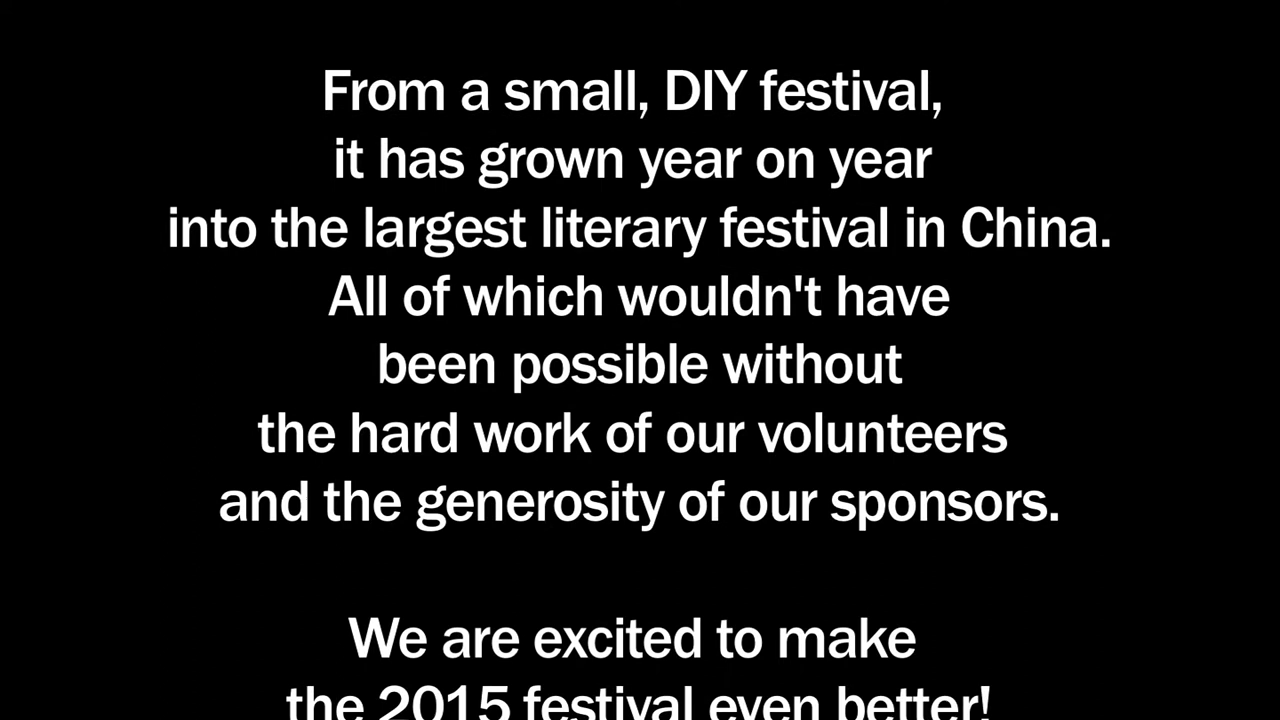 From a small, DIY festival,
it has grown year on year
into the largest literary festival in China.
All of which wouldn't have
been possible without
the hard work of our volunteers
and the generosity of our sponsors.
We are excited to make
the 2015 festival even better!